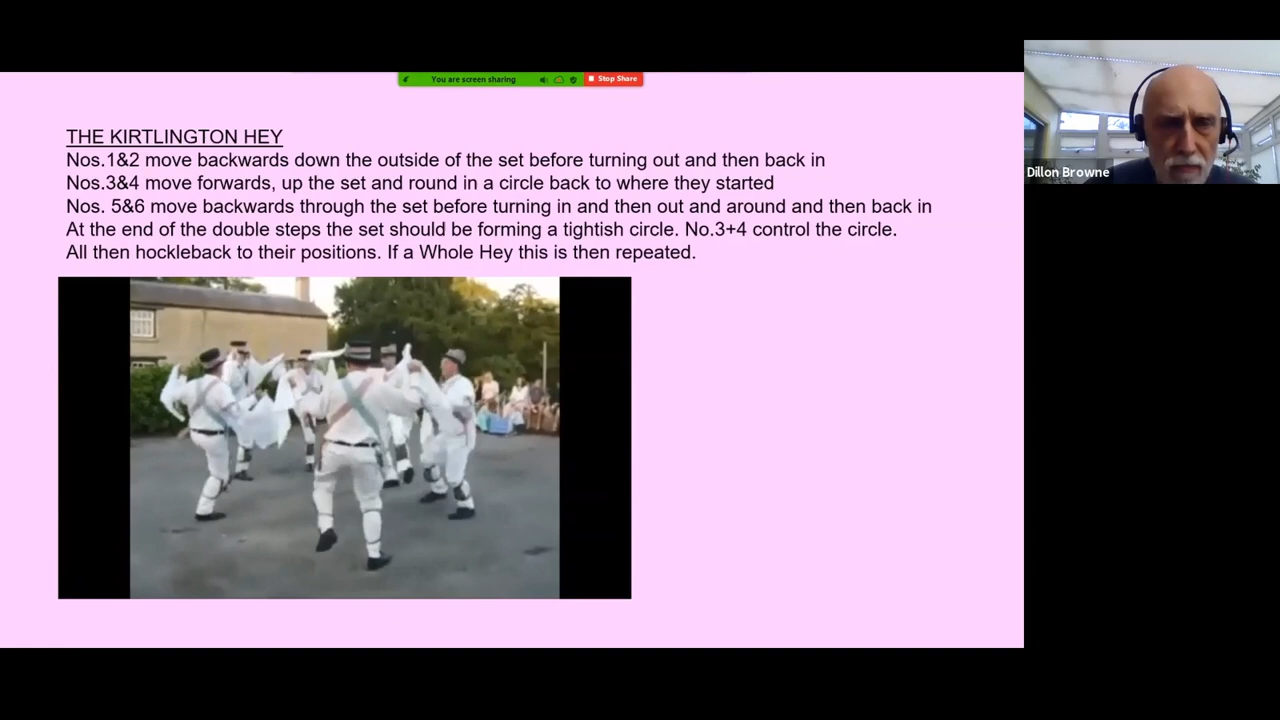 You are screen sharing
Stop Share
THE KIRTLINGTON HEY
Nos.1&2 move backwards down the outside of the set before turning out and then back in
Nos.3&4 move forwards, up the set and round in a circle back to where they started
Nos. 5&6 move backwards through the set before turning in and then out and around and then back in
At the end of the double steps the set should be forming a tightish circle. No.3+4 control the circle.
All then hockleback to their positions. If a Whole Hey this is then repeated.
Dillon Browne